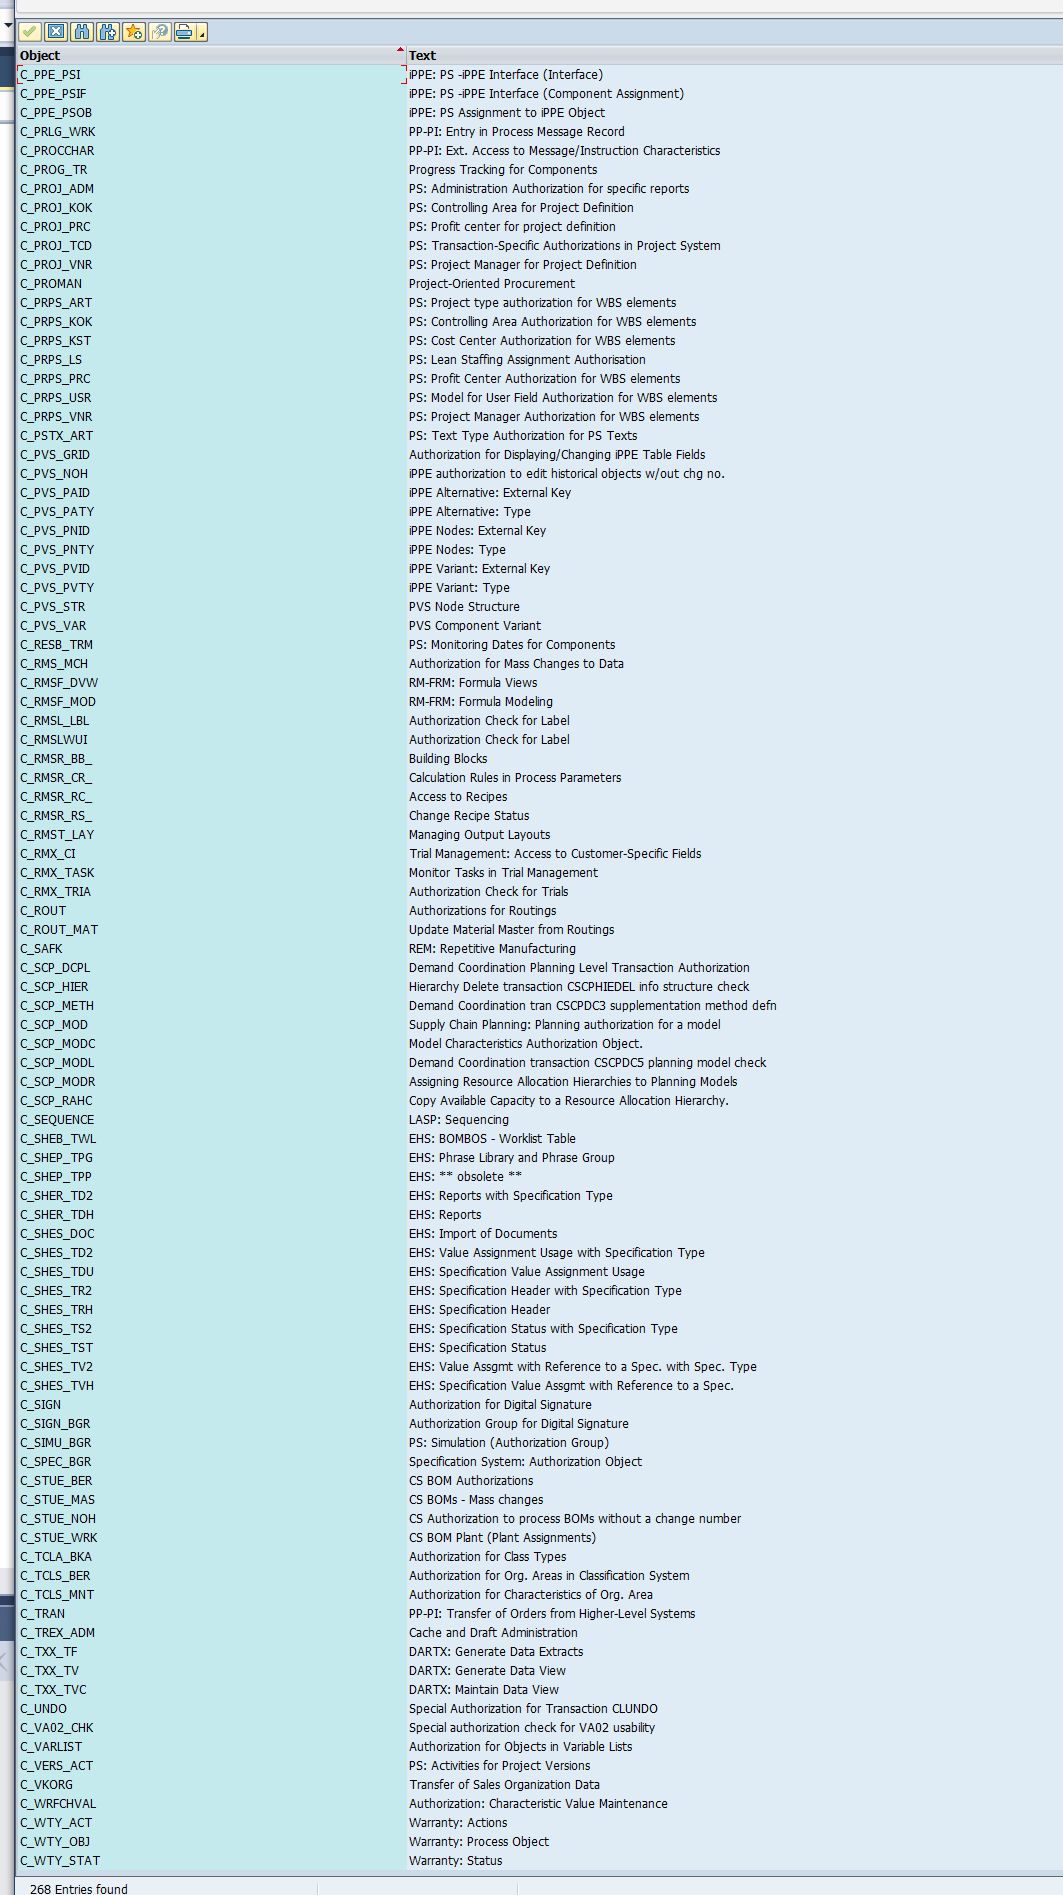 Object Text
C_PPE_PSI iPPE: PS -iPPE Interface (Interface)
C_PPE_PSIF iPPE: PS -iPPE Interface (Component Assignment)
C_PPE_PSOB iPPE: PS Assignment to iPPE Object
C_PRLG_WRK PP-PI: Entry in Process Message Record
C_PROCCHAR PP-PI: Ext. Access to Message/Instruction Characteristics
C_PROG_TR Progress Tracking for Components
C_PROJ_ADM PS: Administration Authorization for specific reports
C_PROJ_KOK PS: Controlling Area for Project Definition
C_PROJ_PRC PS: Profit center for project definition
C_PROJ_TCD PS: Transaction-Specific Authorizations in Project System
C_PROJ_VNR PS: Project Manager for Project Definition
C_PROMAN Project-Oriented Procurement
C_PRPS_ART PS: Project type authorization for WBS elements
C_PRPS_KOK PS: Controlling Area Authorization for WBS elements
C_PRPS_KST PS: Cost Center Authorization for WBS elements
C_PRPS_LS PS: Lean Staffing Assignment Authorisation
C_PRPS_PRC PS: Profit Center Authorization for WBS elements
C_PRPS_USR PS: Model for User Field Authorization for WBS elements
C_PRPS_VNR PS: Project Manager Authorization for WBS elements
C_PSTX_ART PS: Text Type Authorization for PS Texts
C_PVS_GRID Authorization for Displaying/Changing iPPE Table Fields
C_PVS_NOH iPPE authorization to edit historical objects w/out chg no.
C_PVS_PAID iPPE Alternative: External Key
C_PVS_PATY iPPE Alternative: Type
C_PVS_PNID iPPE Nodes: External Key
C_PVS_PNTY iPPE Nodes: Type
C_PVS_PVID iPPE Variant: External Key
C_PVS_PVTY iPPE Variant: Type
C_PVS_STR PVS Node Structure
C_PVS_VAR PVS Component Variant
C_RESB_TRM PS: Monitoring Dates for Components
C_RMS_MCH Authorization for Mass Changes to Data
C_RMSF_DVW RM-FRM: Formula Views
C_RMSF_MOD RM-FRM: Formula Modeling
C_RMSL_LBL Authorization Check for Label
C_RMSLWUI Authorization Check for Label
C_RMSR_BB_ Building Blocks
C_RMSR_CR_ Calculation Rules in Process Parameters
C_RMSR_RC_ Access to Recipes
C_RMSR_RS_ Change Recipe Status
C_RMST_LAY Managing Output Layouts
C_RMX_CI Trial Management: Access to Customer-Specific Fields
C_RMX_TASK Monitor Tasks in Trial Management
C_RMX_TRIA Authorization Check for Trials
C_ROUT Authorizations for Routings
C_ROUT_MAT Update Material Master from Routings
C_SAFK REM: Repetitive Manufacturing
C_SCP_DCPL Demand Coordination Planning Level Transaction Authorization
C_SCP_HIER Hierarchy Delete transaction CSCPHIEDEL info structure check
C_SCP_METH Demand Coordination tran CSCPDC3 supplementation method defn
C_SCP_MOD Supply Chain Planning: Planning authorization for a model
C_SCP_MODC Model Characteristics Authorization Object.
C_SCP_MODL Demand Coordination transaction CSCPDC5 planning model check
C_SCP_MODR Assigning Resource Allocation Hierarchies to Planning Models
C_SCP_RAHC Copy Available Capacity to a Resource Allocation Hierarchy.
C_SEQUENCE LASP: Sequencing
C_SHEB_TWL EHS: BOMBOS - Worklist Table
C_SHEP_TPG EHS: Phrase Library and Phrase Group
C_SHEP_TPP EHS: ** obsolete **
C_SHER_TD2 EHS: Reports with Specification Type
C_SHER_TDH EHS: Reports
C_SHES_DOC EHS: Import of Documents
C_SHES_TD2 EHS: Value Assignment Usage with Specification Type
C_SHES_TDU EHS: Specification Value Assignment Usage
C_SHES_TR2 EHS: Specification Header with Specification Type
C_SHES_TRH EHS: Specification Header
C_SHES_TS2 EHS: Specification Status with Specification Type
C_SHES_TST EHS: Specification Status
C_SHES_TV2 EHS: Value Assgmt with Reference to a Spec. with Spec. Type
C_SHES_TVH EHS: Specification Value Assgmt with Reference to a Spec.
C_SIGN Authorization for Digital Signature
C_SIGN_BGR Authorization Group for Digital Signature
C_SIMU_BGR PS: Simulation (Authorization Group)
C_SPEC_BGR Specification System: Authorization Object
C_STUE_BER CS BOM Authorizations
C_STUE_MAS CS BOMs - Mass changes
C_STUE_NOH CS Authorization to process BOMs without a change number
C_STUE_WRK CS BOM Plant (Plant Assignments)
C_TCLA_BKA Authorization for Class Types
C_TCLS_BER Authorization for Org. Areas in Classification System
C_TCLS_MNT Authorization for Characteristics of Org. Area
C_TRAN PP-PI: Transfer of Orders from Higher-Level Systems
C_TREX_ADM Cache and Draft Administration
C_TXX_TF DARTX: Generate Data Extracts
C_TXX_TV DARTX: Generate Data View
C_TXX_TVC DARTX: Maintain Data View
C_UNDO Special Authorization for Transaction CLUNDO
C_VA02_CHK Special authorization check for VA02 usability
C_VARLIST Authorization for Objects in Variable Lists
C_VERS_ACT PS: Activities for Project Versions
C_VKORG Transfer of Sales Organization Data
C_WRFCHVAL Authorization: Characteristic Value Maintenance
C_WTY_ACT Warranty: Actions
C_WTY_OBJ Warranty: Process Object
C_WTY_STAT Warranty: Status
268 Entries found